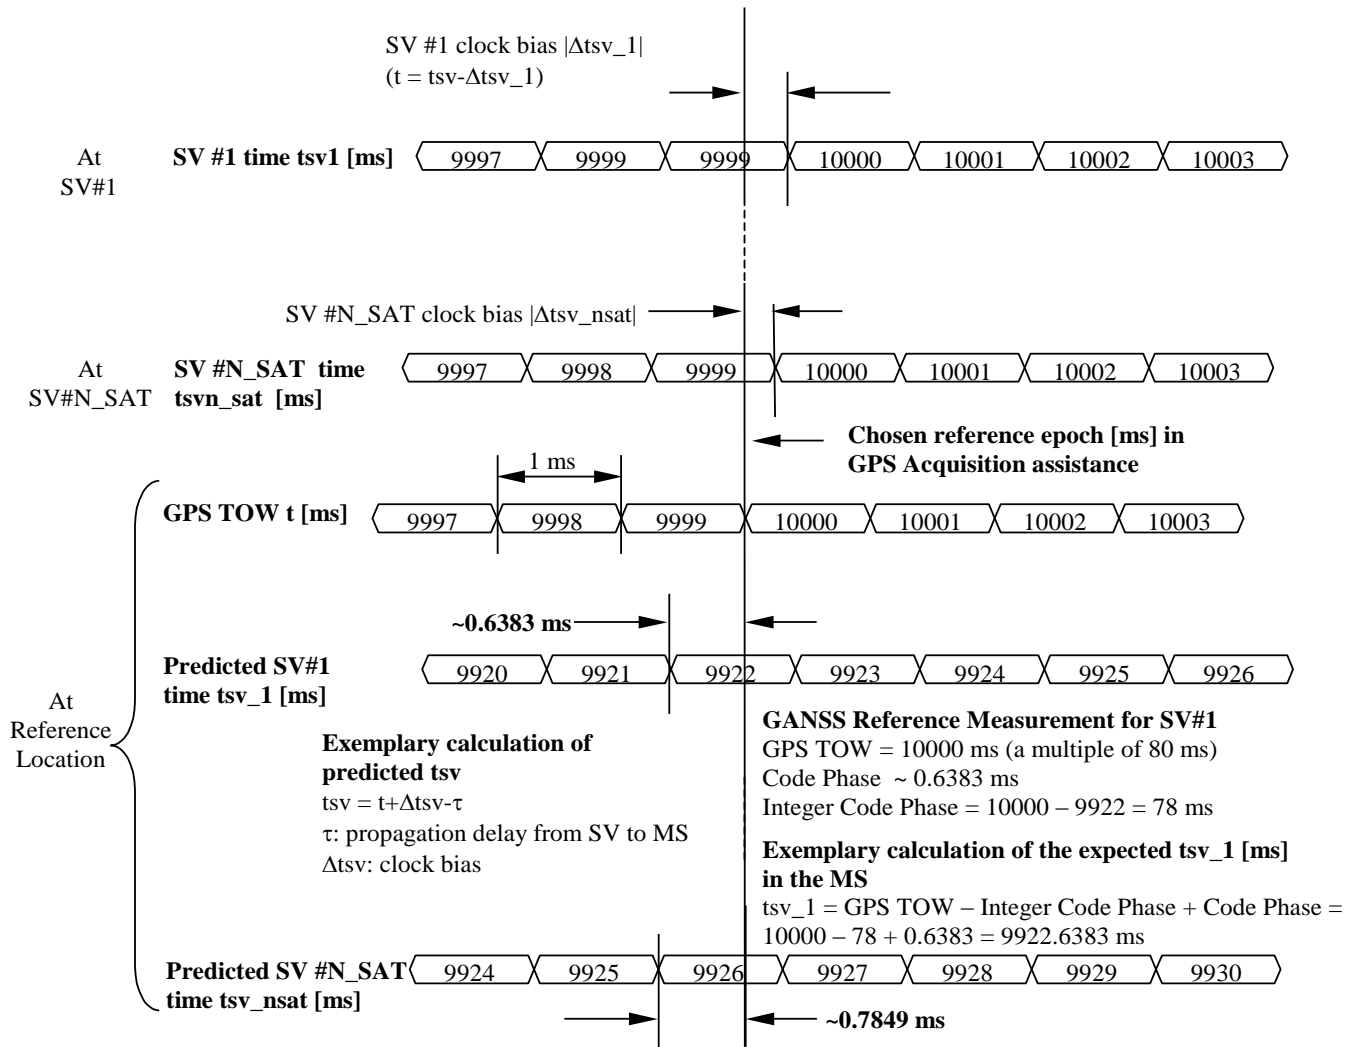 SV #1 clock bias |Δtsv_1|
(t = tsv-Δtsv_1)
At
SV#1
SV #1 time tsv1 [ms]
9997 9999 9999 10000 10001 10002 10003
SV #N_SAT clock bias |Δtsv_nsat|
At
SV#N_SAT
SV #N_SAT time
tsvn_sat [ms]
9997 9998 9999 10000 10001 10002 10003
Chosen reference epoch [ms] in
GPS Acquisition assistance
1 ms
GPS TOW t [ms]
9997 9998 9999 10000 10001 10002 10003
~0.6383 ms
Predicted SV#1
time tsv_1 [ms]
9920 9921 9922 9923 9924 9925 9926
At
Reference
Location
Exemplary calculation of
predicted tsv
tsv = t+Δtsv-τ
τ: propagation delay from SV to MS
Δtsv: clock bias
GANSS Reference Measurement for SV#1
GPS TOW = 10000 ms (a multiple of 80 ms)
Code Phase ~ 0.6383 ms
Integer Code Phase = 10000 – 9922 = 78 ms
Exemplary calculation of the expected tsv_1 [ms]
in the MS
tsv_1 = GPS TOW – Integer Code Phase + Code Phase =
10000 – 78 + 0.6383 = 9922.6383 ms
Predicted SV #N_SAT
time tsv_nsat [ms]
9924 9925 9926 9927 9928 9929 9930
~0.7849 ms